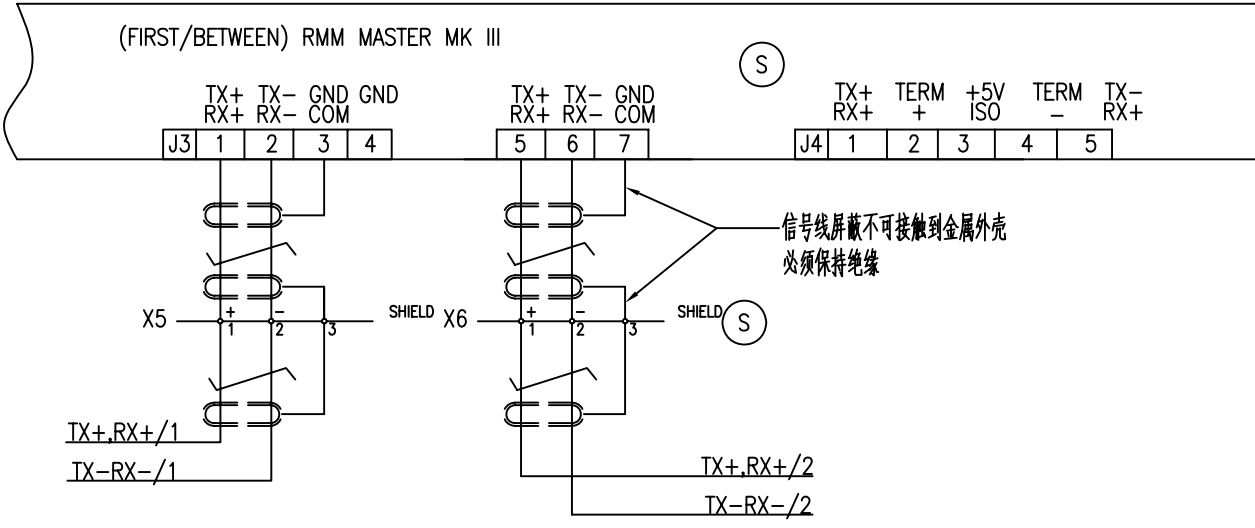 (FIRST/BETWEEN) RMM MASTER MK III
S
TX+ TX- GND GND
RX+ RX- COM
TX+ TX- GND
RX+ RX- COM
TX+ TERM +5V TERM TX-
RX+ + ISO - RX+
J3 1 2 3 4
5 6 7
J4 1 2 3 4 5
信号线屏蔽不可接触到金属外壳
必须保持绝缘
X5 + - SHIELD
1 2 3
X6 + - SHIELD
1 2 3
S
TX+,RX+/1
TX-RX-/1
TX+,RX+/2
TX-RX-/2